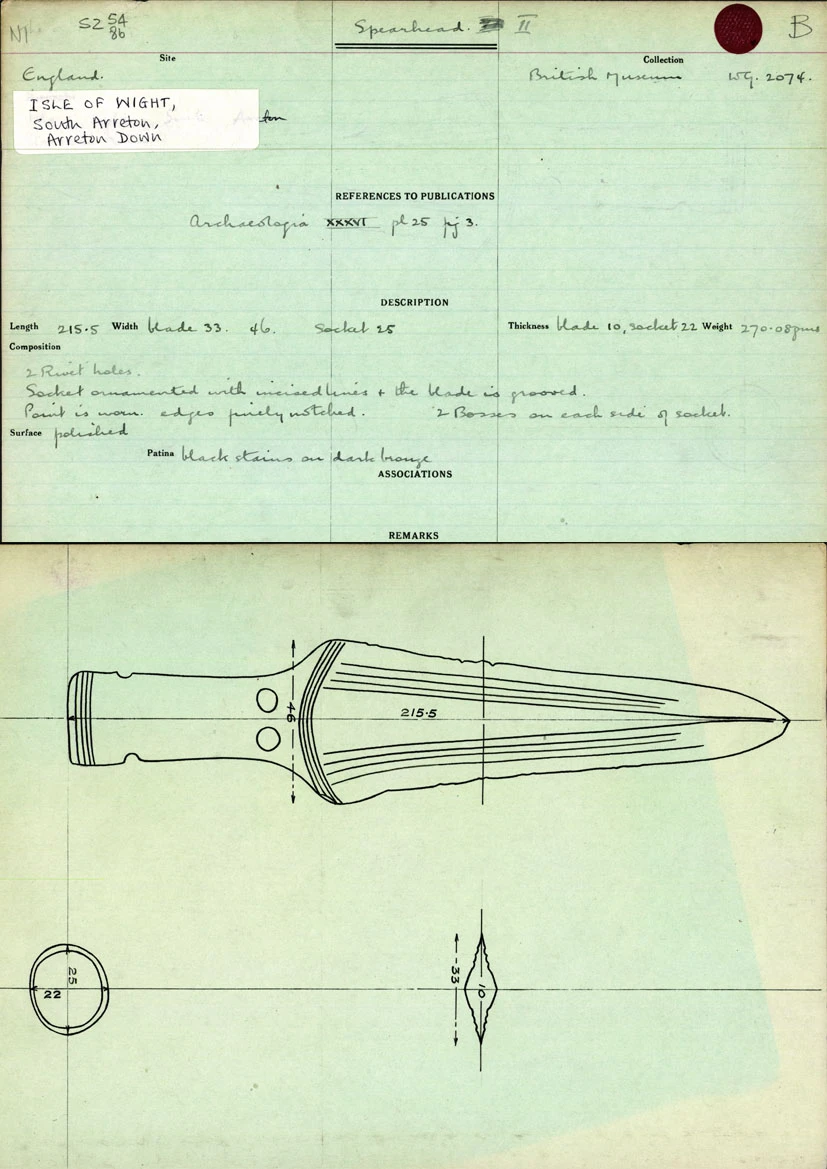 N1
SZ 54
86
Spearhead. II
B
Site
Collection
England.
British Museum WG. 2074.
ISLE OF WIGHT,
South Arreton,
Arreton Down
REFERENCES TO PUBLICATIONS
Archaeologia XXXVI pl 25 fig 3.
DESCRIPTION
Length 215.5 Width blade 33. 46. Socket 25 Thickness blade 10, socket 22 Weight 270.08gms
Composition
2 Rivet holes.
Socket ornamented with incised lines + the blade is grooved.
Point is worn. edges finely notched. 2 Bosses on each side of socket.
Surface polished
Patina black stains on dark bronze
ASSOCIATIONS
REMARKS
46
215.5
25
22
33
10